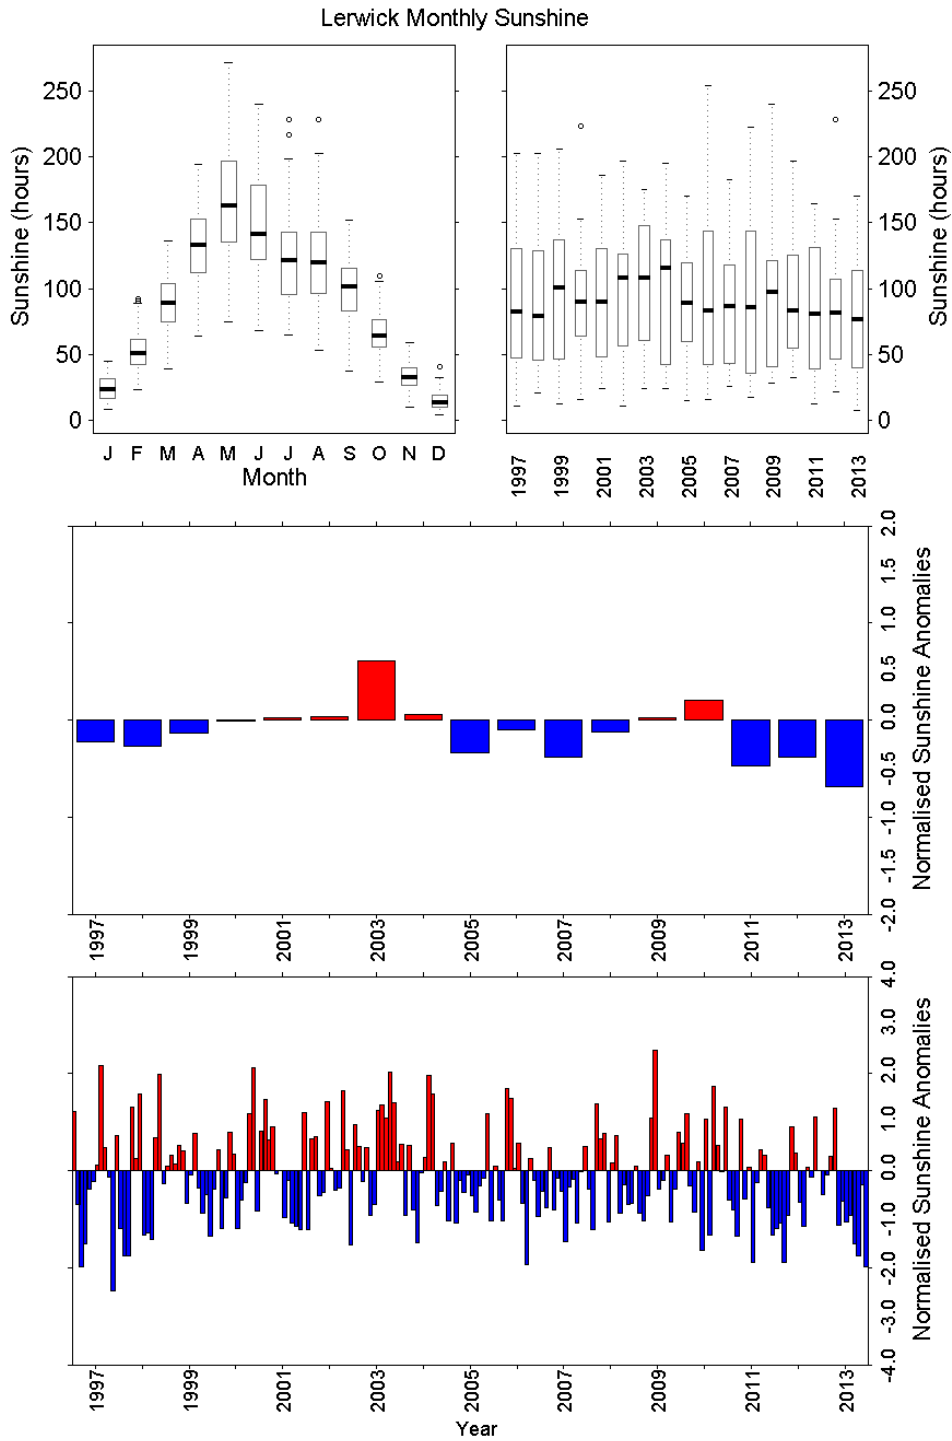 Lerwick Monthly Sunshine
Sunshine (hours)
250
200
150
100
50
0
J F M A M J J A S O N D
Month
250
200
150
100
50
0
Sunshine (hours)
1997 1999 2001 2003 2005 2007 2009 2011 2013
2.0
1.5
1.0
0.5
0.0
-0.5
-1.0
-1.5
-2.0
Normalised Sunshine Anomalies
1997 1999 2001 2003 2005 2007 2009 2011 2013
4.0
3.0
2.0
1.0
0.0
-1.0
-2.0
-3.0
-4.0
Normalised Sunshine Anomalies
1997 1999 2001 2003 2005 2007 2009 2011 2013
Year